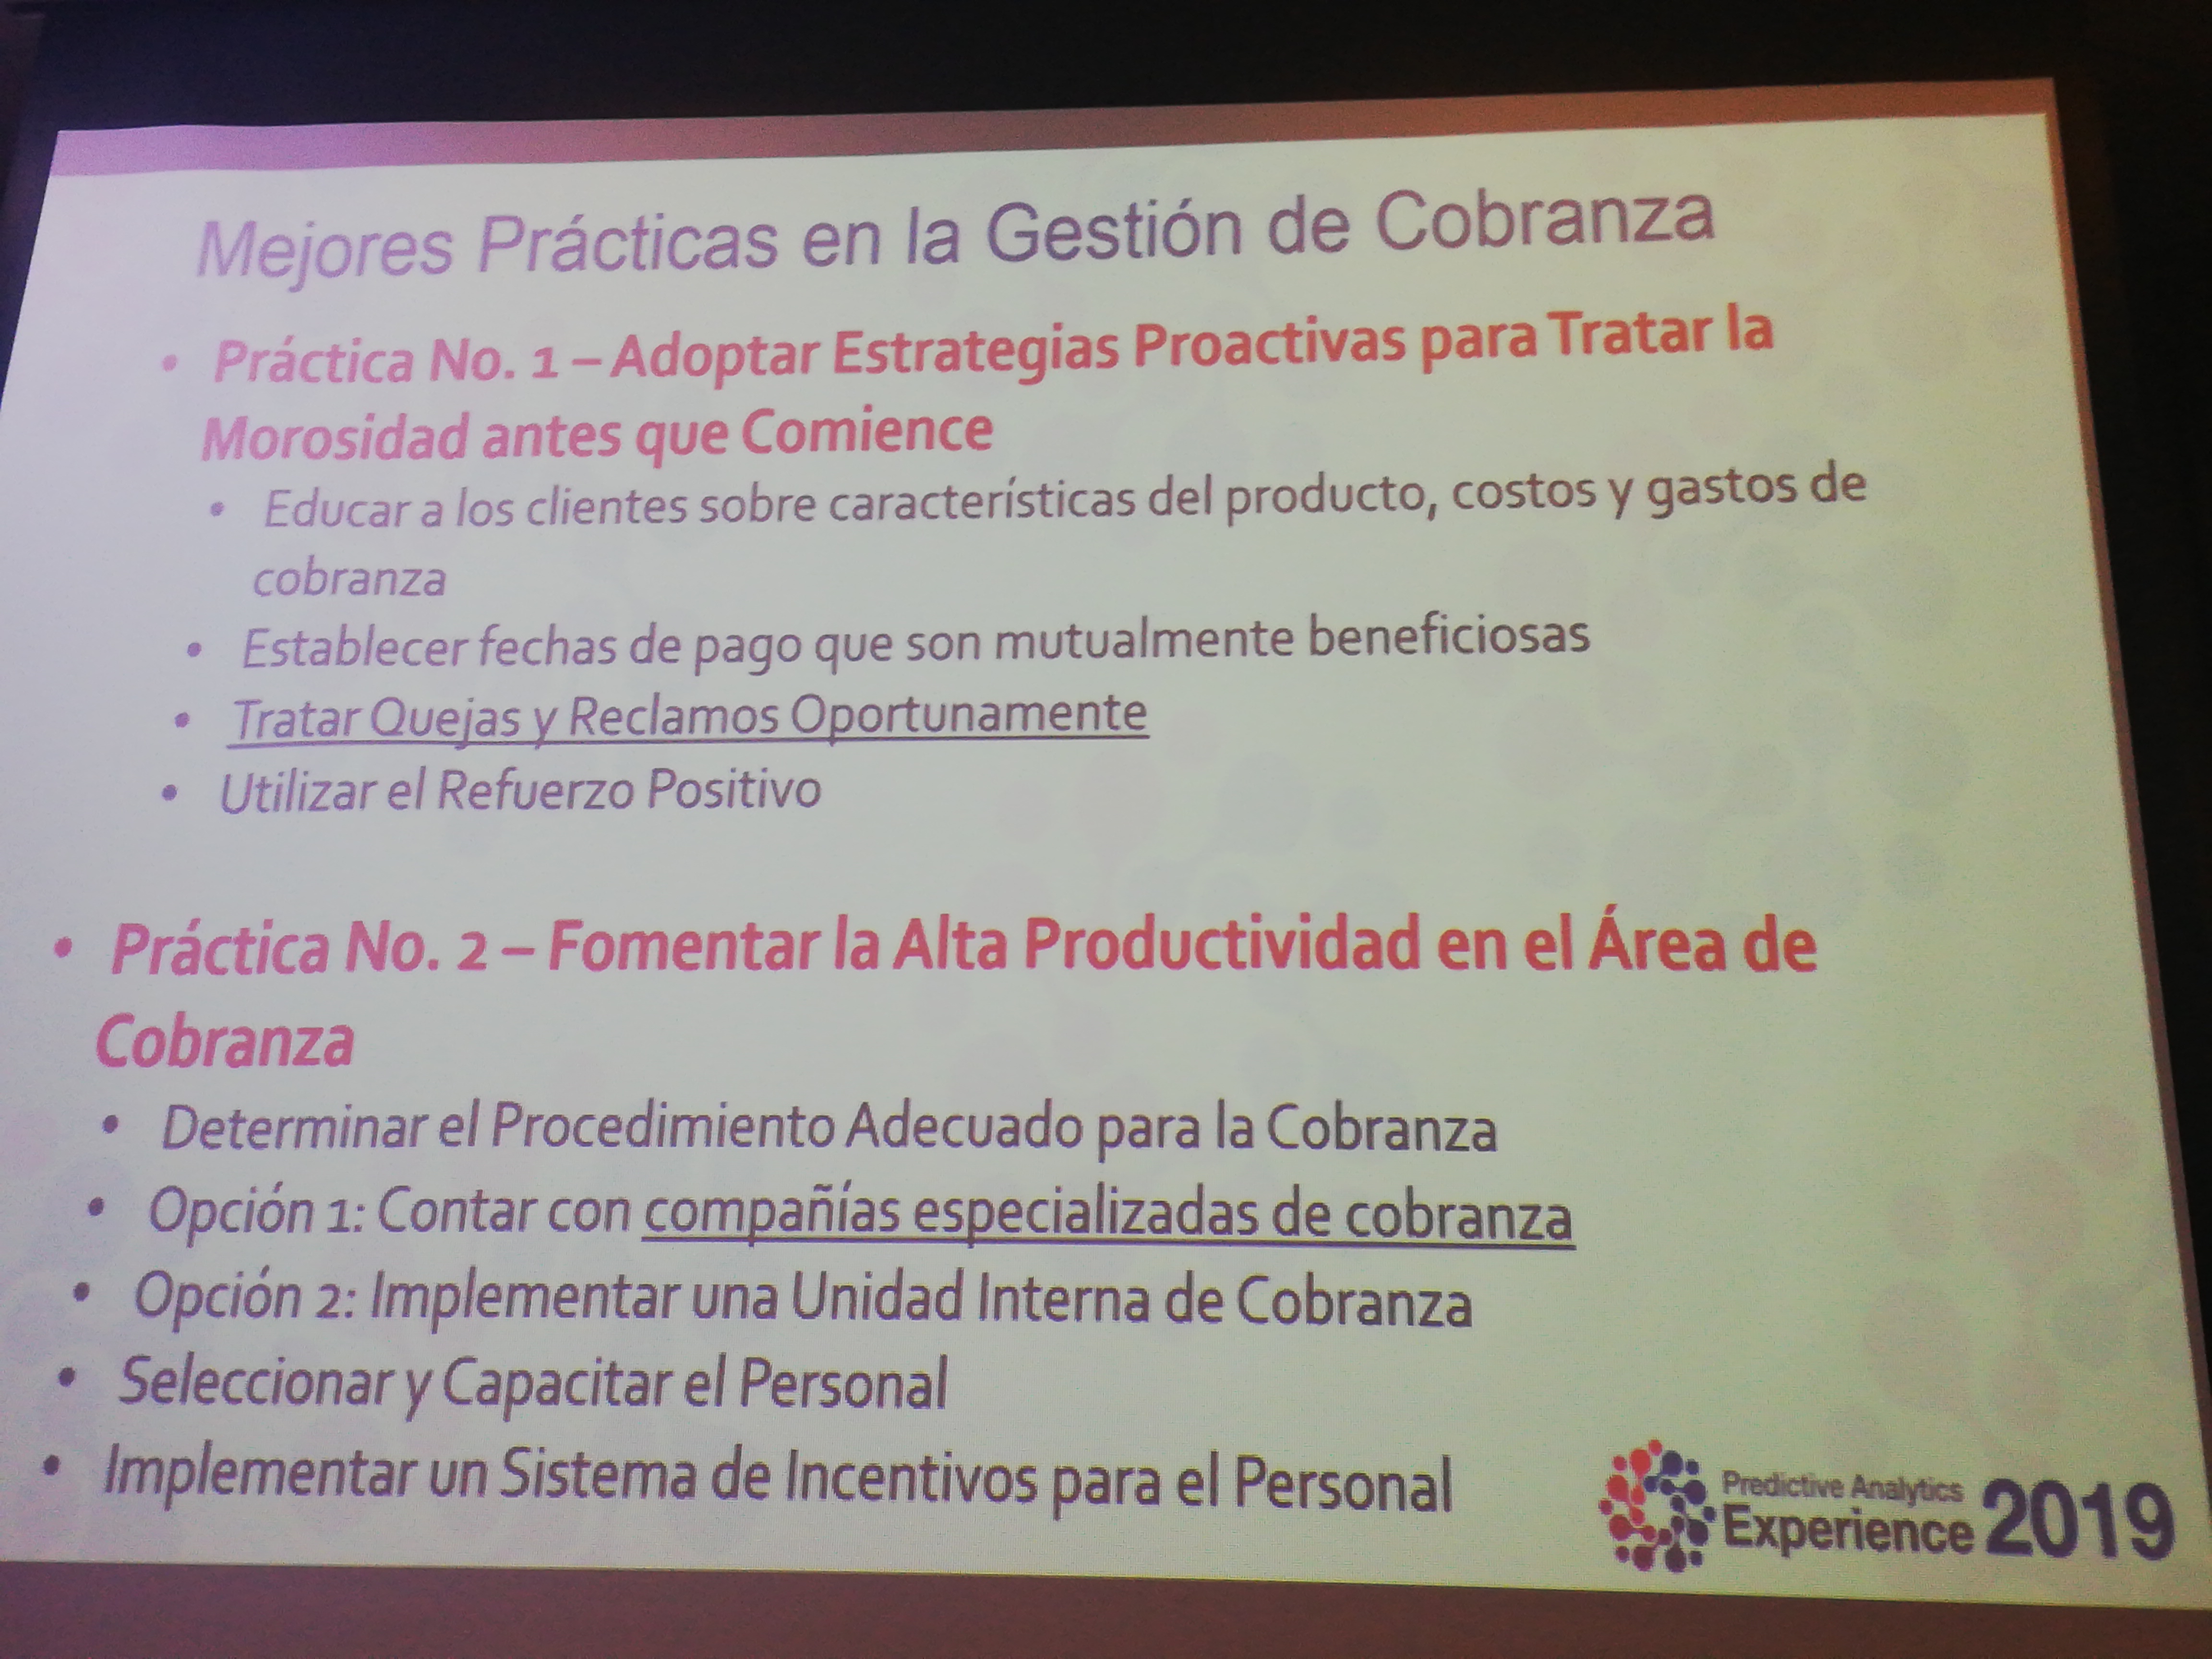 Mejores Prácticas en la Gestión de Cobranza
• Práctica No. 1 – Adoptar Estrategias Proactivas para Tratar la
Morosidad antes que Comience
• Educar a los clientes sobre características del producto, costos y gastos de
cobranza
• Establecer fechas de pago que son mutualmente beneficiosas
• Tratar Quejas y Reclamos Oportunamente
• Utilizar el Refuerzo Positivo
• Práctica No. 2 – Fomentar la Alta Productividad en el Área de
Cobranza
• Determinar el Procedimiento Adecuado para la Cobranza
• Opción 1: Contar con compañías especializadas de cobranza
• Opción 2: Implementar una Unidad Interna de Cobranza
• Seleccionar y Capacitar el Personal
• Implementar un Sistema de Incentivos para el Personal
Predictive Analytics
Experience 2019